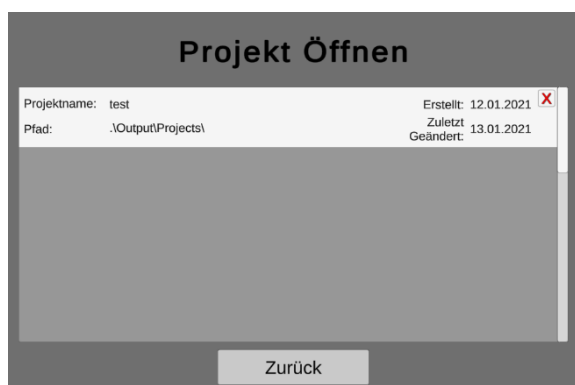 Projekt Öffnen
Projektname: test Erstellt: 12.01.2021 X
Pfad: .\Output\Projects\ Zuletzt
Geändert: 13.01.2021
Zurück